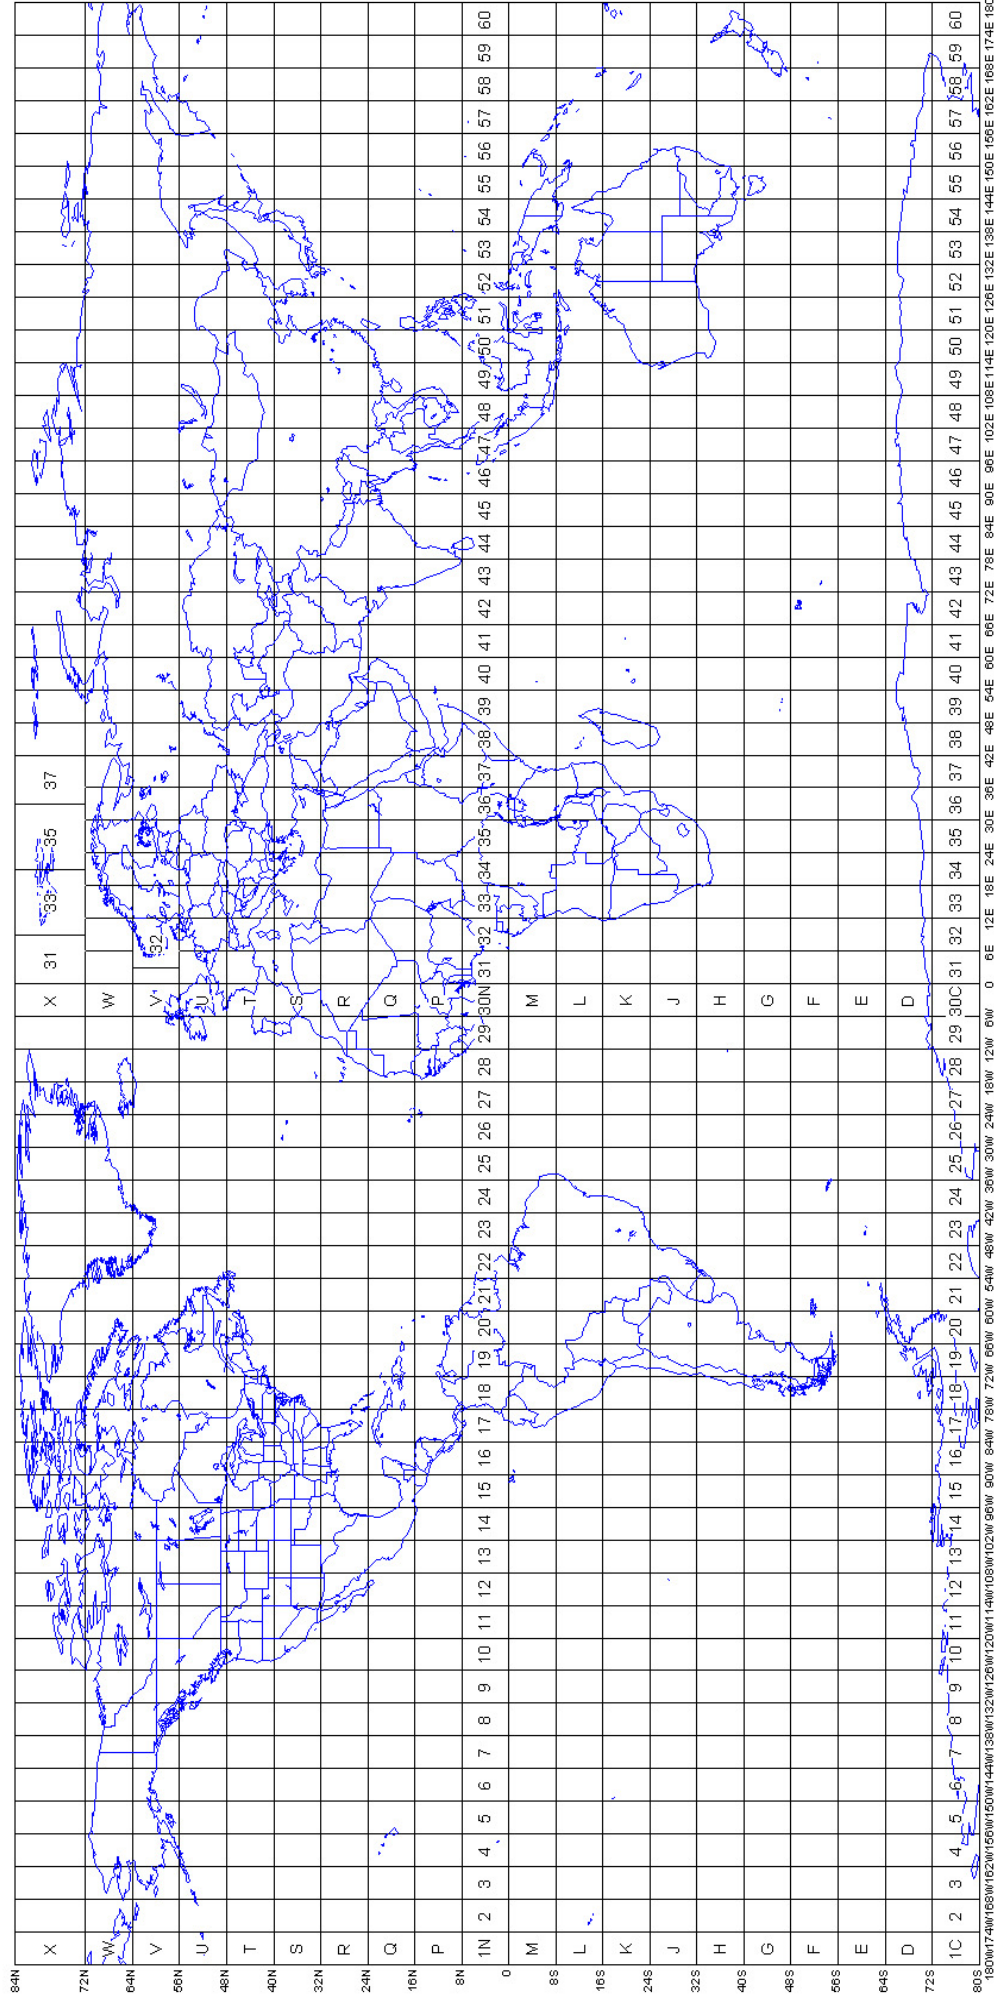 84N
X X 31 33 35 37
72N
W W
64N
V V 32
56N
U U
48N
T T
40N
S S
32N
R R
24N
Q Q
16N
P P
8N
1N 2 3 4 5 6 7 8 9 10 11 12 13 14 15 16 17 18 19 20 21 22 23 24 25 26 27 28 29 30N 31 32 33 34 35 36 37 38 39 40 41 42 43 44 45 46 47 48 49 50 51 52 53 54 55 56 57 58 59 60
0
M M
8S
L L
16S
K K
24S
J J
32S
H H
40S
G G
48S
F F
56S
E E
64S
D D
72S
1C 2 3 4 5 6 7 8 9 10 11 12 13 14 15 16 17 18 19 20 21 22 23 24 25 26 27 28 29 30C 31 32 33 34 35 36 37 38 39 40 41 42 43 44 45 46 47 48 49 50 51 52 53 54 55 56 57 58 59 60
80S
180W 174W 168W 162W 156W 150W 144W 138W 132W 126W 120W 114W 108W 102W 96W 90W 84W 78W 72W 66W 60W 54W 48W 42W 36W 30W 24W 18W 12W 6W 0 6E 12E 18E 24E 30E 36E 42E 48E 54E 60E 66E 72E 78E 84E 90E 96E 102E 108E 114E 120E 126E 132E 138E 144E 150E 156E 162E 168E 174E 180